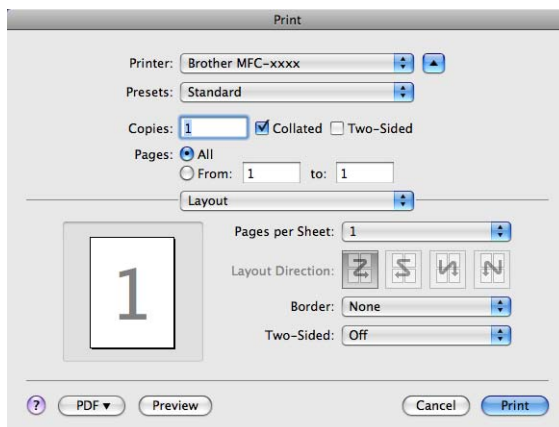 Print
Printer: Brother MFC-xxxx
Presets: Standard
Copies: 1 Collated Two-Sided
Pages: All
From: 1 to: 1
Layout
Pages per Sheet: 1
Layout Direction:
Border: None
Two-Sided: Off
1
? PDF▼ Preview Cancel Print